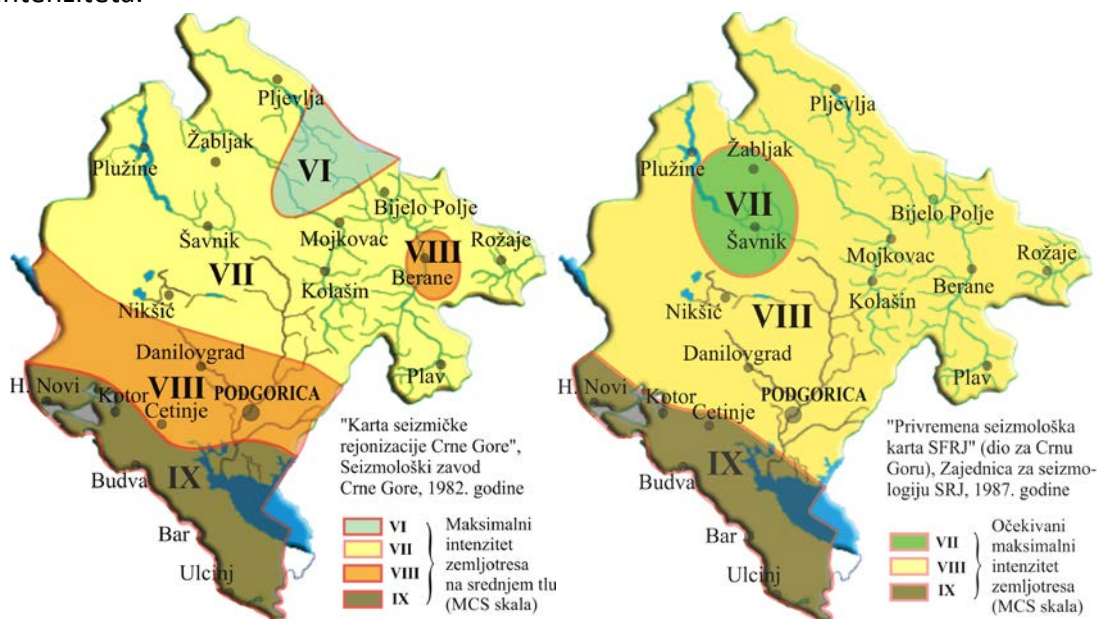 intenziteta.
Pljevlja
Žabljak
Plužine
VI
Bijelo Polje
Šavnik
Mojkovac
VIII
Rožaje
VII
Berane
Kolašin
Nikšić
Danilovgrad
Plav
H. Novi
VIII
PODGORICA
Kotor
Cetinje
IX
Budva
Bar
Ulcinj
"Karta seizmičke
rejonizacije Crne Gore",
Seizmološki zavod
Crne Gore, 1982. godine
VI
VII
VIII
IX
Maksimalni
intenzitet
zemljotresa
na srednjem tlu
(MCS skala)
Pljevlja
Žabljak
Plužine
VII
Bijelo Polje
Šavnik
Mojkovac
Rožaje
Berane
Kolašin
Nikšić
VIII
Danilovgrad
Plav
H. Novi
Kotor
PODGORICA
Cetinje
IX
Budva
Bar
Ulcinj
"Privremena seizmološka
karta SFRJ" (dio za Crnu
Goru), Zajednica za seizmo-
logiju SRJ, 1987. godine
VII
VIII
IX
Očekivani
maksimalni
intenzitet
zemljotresa
(MCS skala)